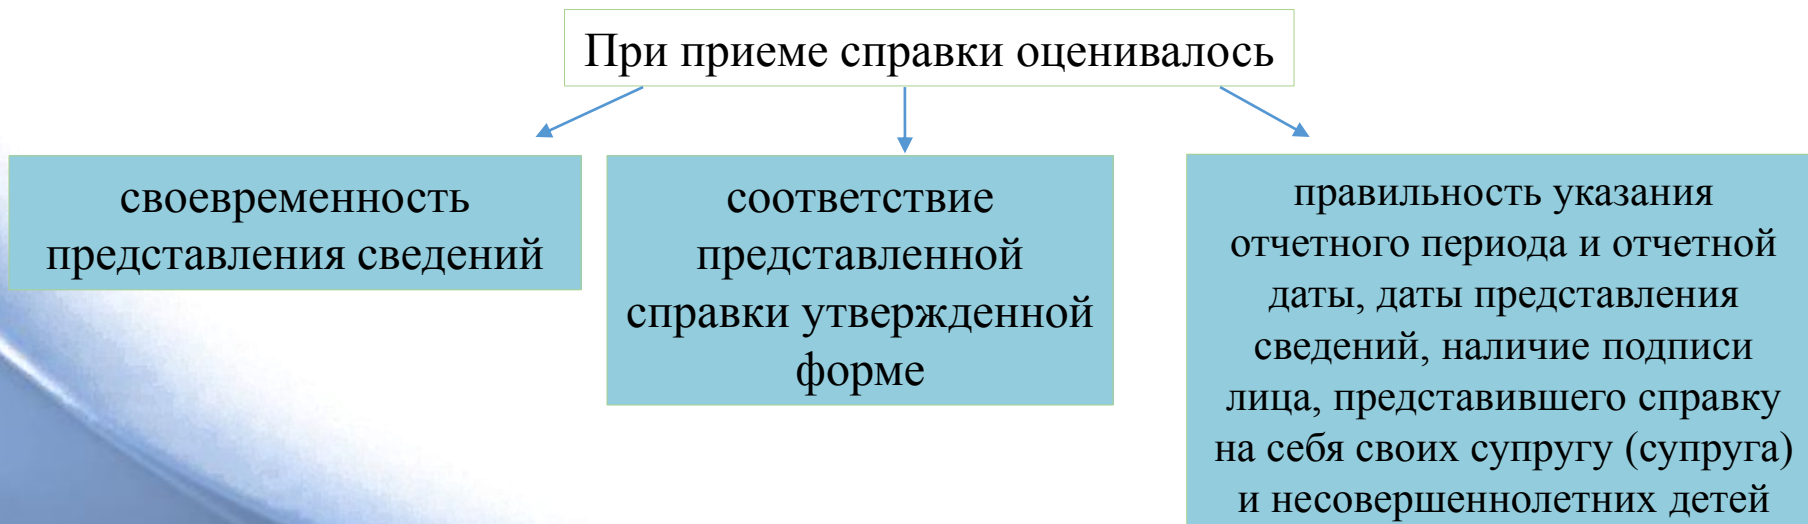 При приеме справки оценивалось
своевременность
представления сведений
соответствие
представленной
справки утвержденной
форме
правильность указания
отчетного периода и отчетной
даты, даты представления
сведений, наличие подписи
лица, представившего справку
на себя своих супругу (супруга)
и несовершеннолетних детей